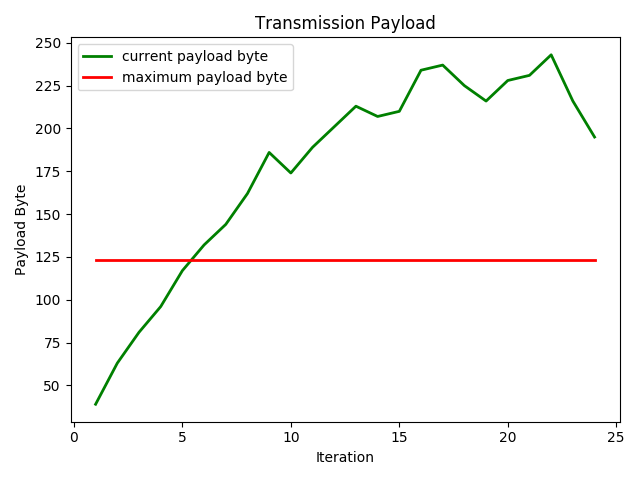 Transmission Payload
current payload byte
maximum payload byte
Payload Byte
250
225
200
175
150
125
100
75
50
0 5 10 15 20 25
Iteration